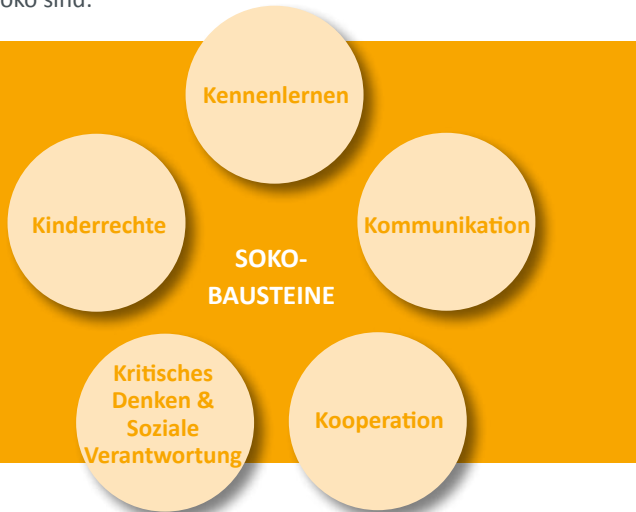 oko sind:
Kennenlernen
Kinderrechte
Kommunikation
SOKO-
BAUSTEINE
Kritisches
Denken &
Soziale
Verantwortung
Kooperation